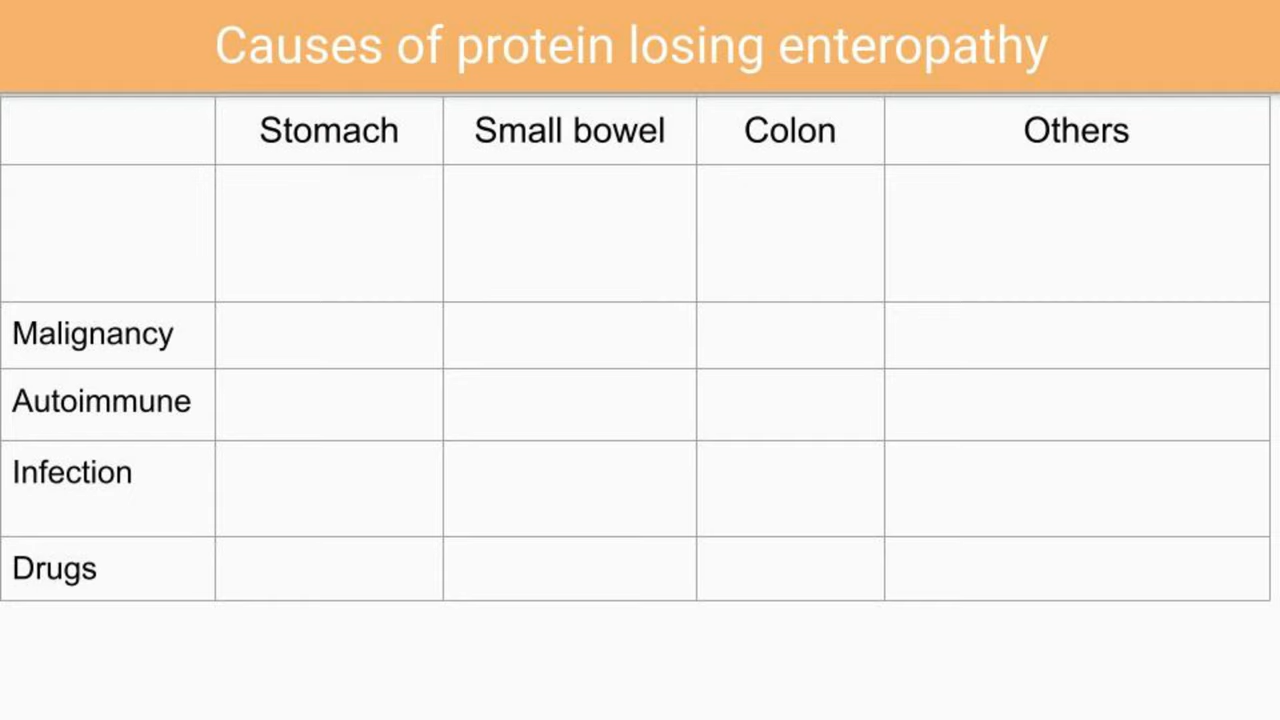 Causes of protein losing enteropathy
Stomach Small bowel Colon Others
Malignancy
Autoimmune
Infection
Drugs